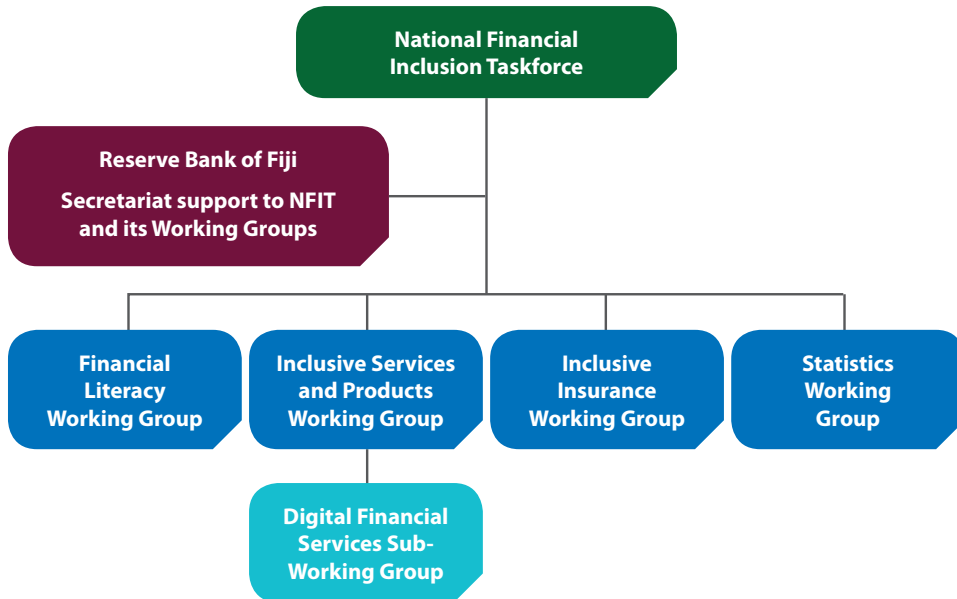 National Financial
Inclusion Taskforce
Reserve Bank of Fiji
Secretariat support to NFIT
and its Working Groups
Financial
Literacy
Working Group
Inclusive Services
and Products
Working Group
Inclusive
Insurance
Working Group
Statistics
Working
Group
Digital Financial
Services Sub-
Working Group